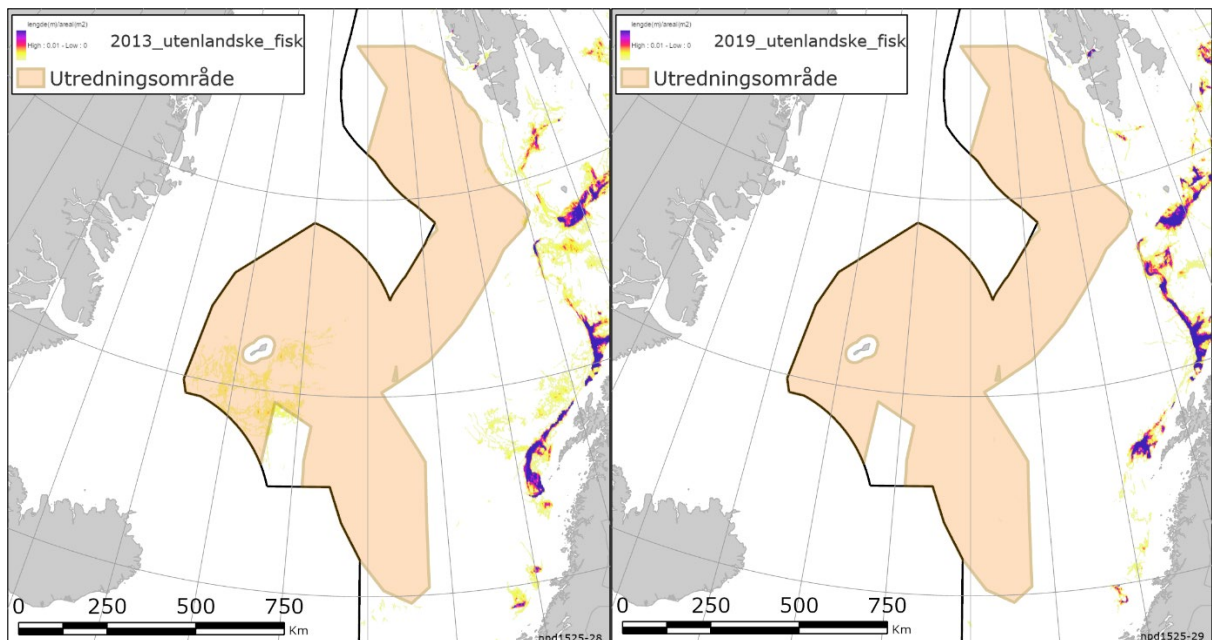 lengde(m)/areal(m2)
2013_utenlandske_fisk
High : 0.01 - Low : 0
Utredningsområde
0 250 500 750
Km
npd1525-28
lengde(m)/areal(m2)
2019_utenlandske_fisk
High : 0.01 - Low : 0
Utredningsområde
0 250 500 750
Km
npd1525-29